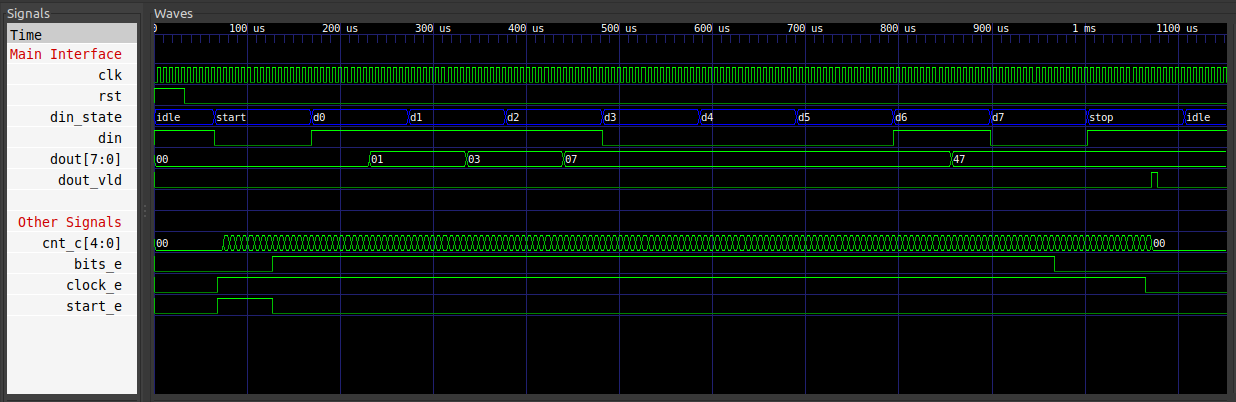 Signals Waves
Time 0 100 us 200 us 300 us 400 us 500 us 600 us 700 us 800 us 900 us 1 ms 1100 us
Main Interface
clk
rst
din_state idle start d0 d1 d2 d3 d4 d5 d6 d7 stop idle
din
dout[7:0] 00 01 03 07 47
dout_vld
Other Signals
cnt_c[4:0] 00 00
bits_e
clock_e
start_e